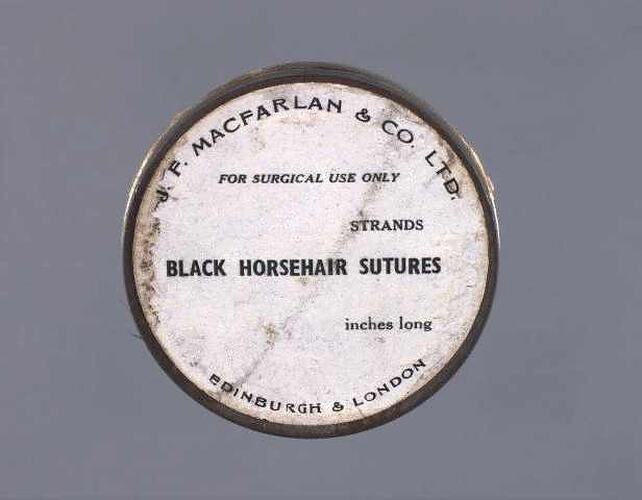 J. F. MACFARLAN & CO. LTD.
FOR SURGICAL USE ONLY
STRANDS
BLACK HORSEHAIR SUTURES
inches long
EDINBURGH & LONDON